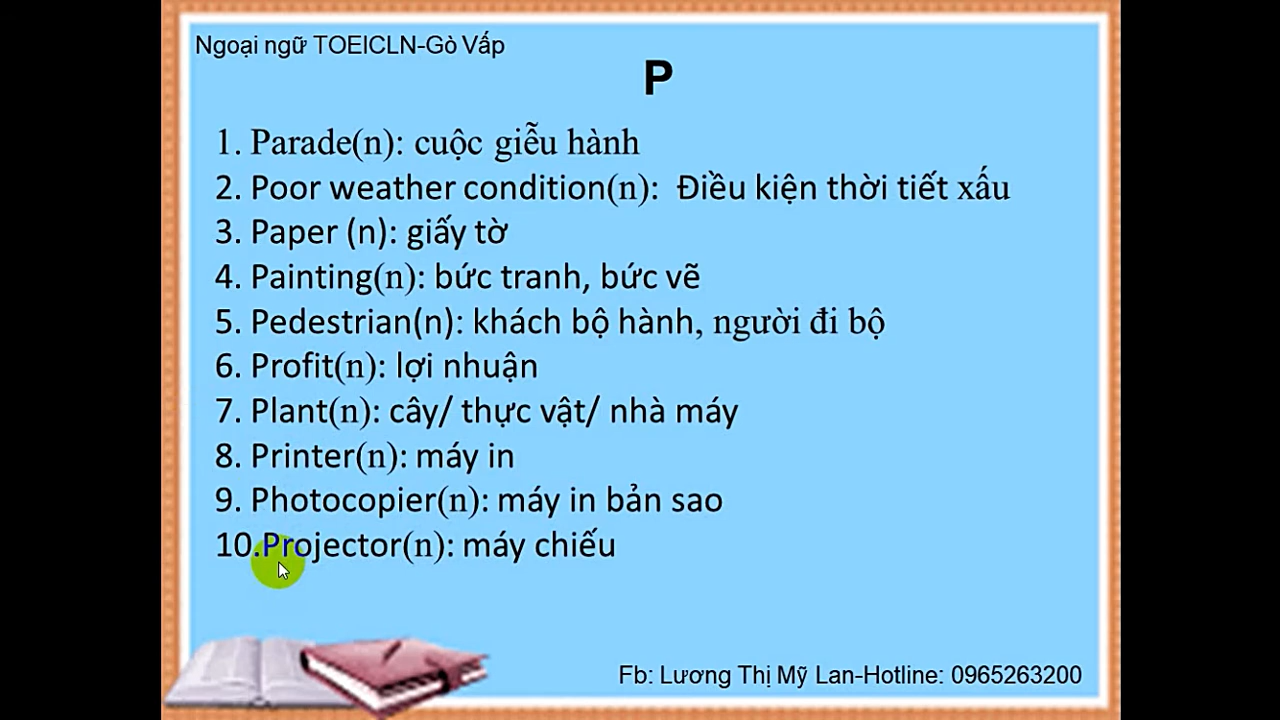 Ngoại ngữ TOEICLN-Gò Vấp
P
1. Parade(n): cuộc giễu hành
2. Poor weather condition(n): Điều kiện thời tiết xấu
3. Paper (n): giấy tờ
4. Painting(n): bức tranh, bức vẽ
5. Pedestrian(n): khách bộ hành, người đi bộ
6. Profit(n): lợi nhuận
7. Plant(n): cây/ thực vật/ nhà máy
8. Printer(n): máy in
9. Photocopier(n): máy in bản sao
10.Projector(n): máy chiếu
Fb: Lương Thị Mỹ Lan-Hotline: 0965263200